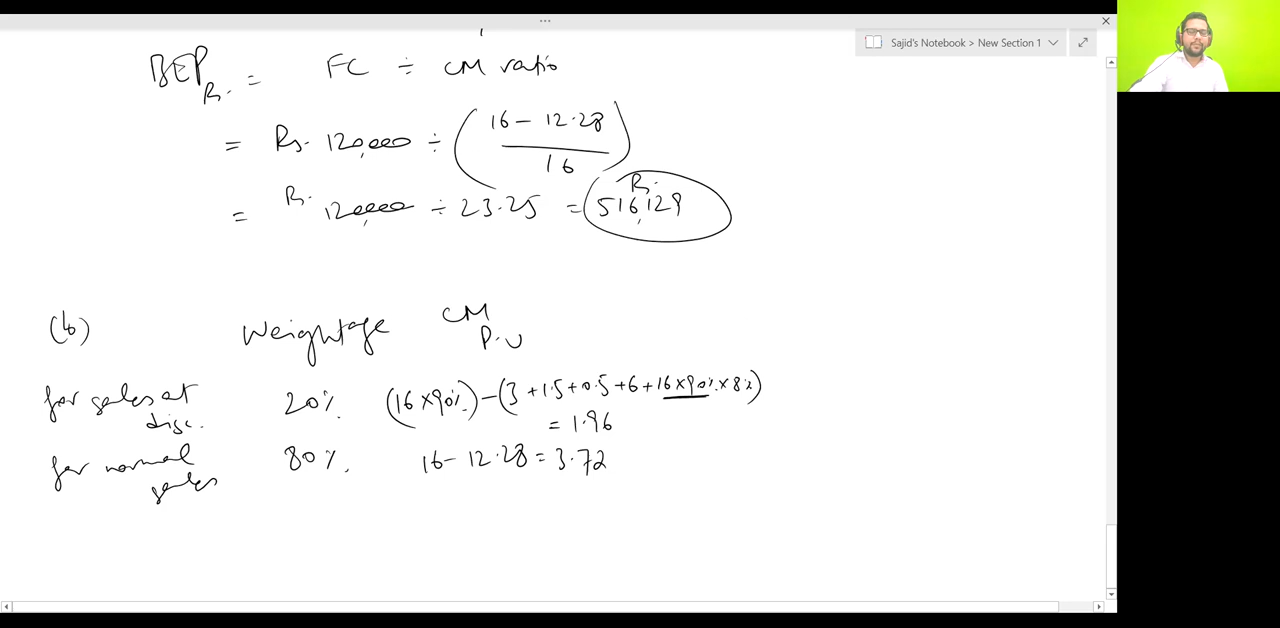 Sajid's Notebook > New Section 1
BEP Rs. = FC ÷ CM ratio
= Rs. 120,000 ÷ (16 - 12.28 / 16)
= Rs. 120,000 ÷ 23.25 = Rs. 516,129
(b) Weightage CM P.U
for sales at disc. 20%. (16 × 90%) - (3 + 1.5 + 0.5 + 6 + 16 × 90% × 8%)
= 1.96
for normal sales 80%. 16 - 12.28 = 3.72